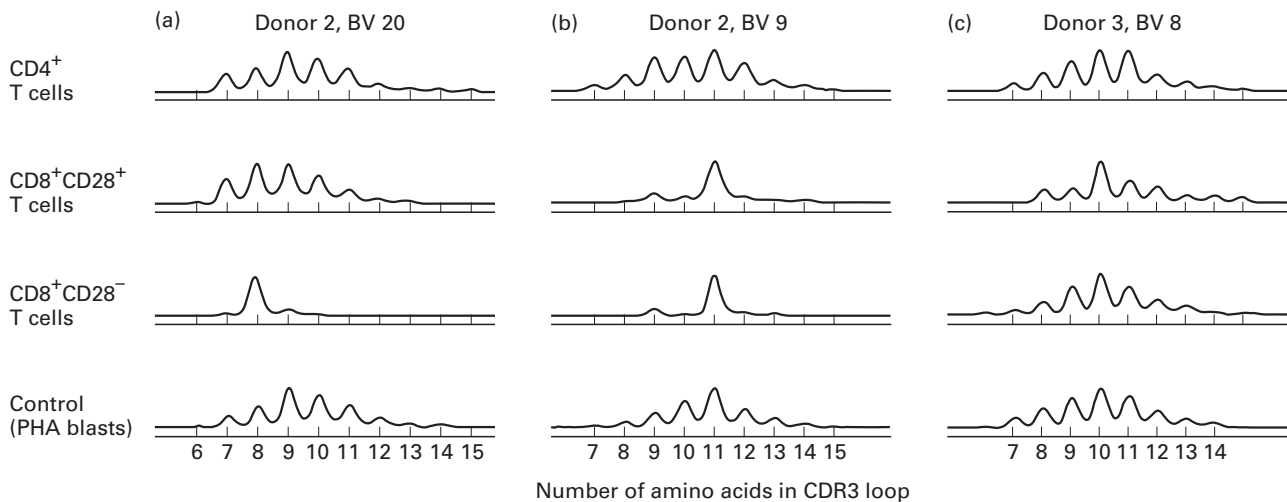 (a) Donor 2, BV 20 (b) Donor 2, BV 9 (c) Donor 3, BV 8
CD4+
T cells
CD8+CD28+
T cells
CD8+CD28−
T cells
Control
(PHA blasts)
6 7 8 9 10 11 12 13 14 15 7 8 9 10 11 12 13 14 15 7 8 9 10 11 12 13 14
Number of amino acids in CDR3 loop